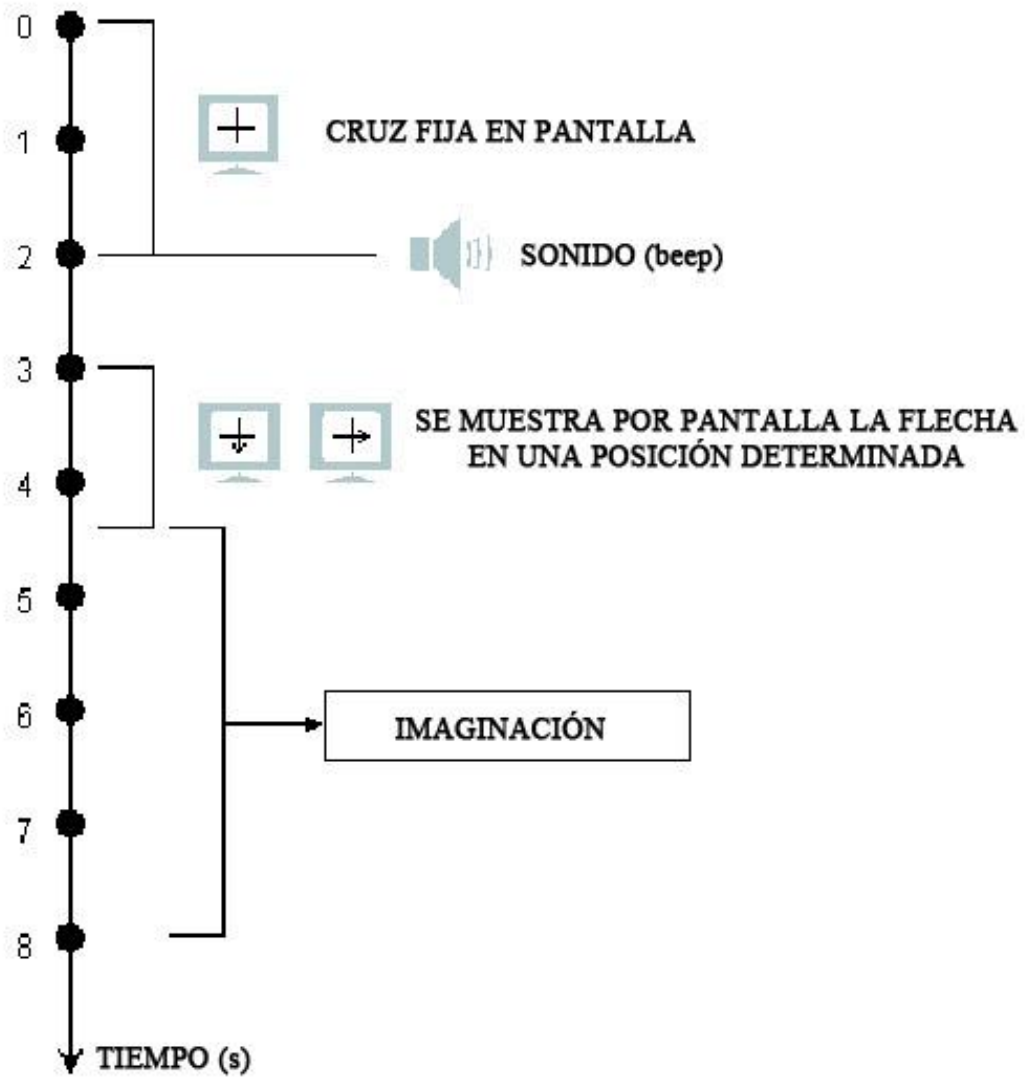 0
1
CRUZ FIJA EN PANTALLA
2
SONIDO (beep)
3
SE MUESTRA POR PANTALLA LA FLECHA
EN UNA POSICIÓN DETERMINADA
4
5
6
IMAGINACIÓN
7
8
TIEMPO (s)